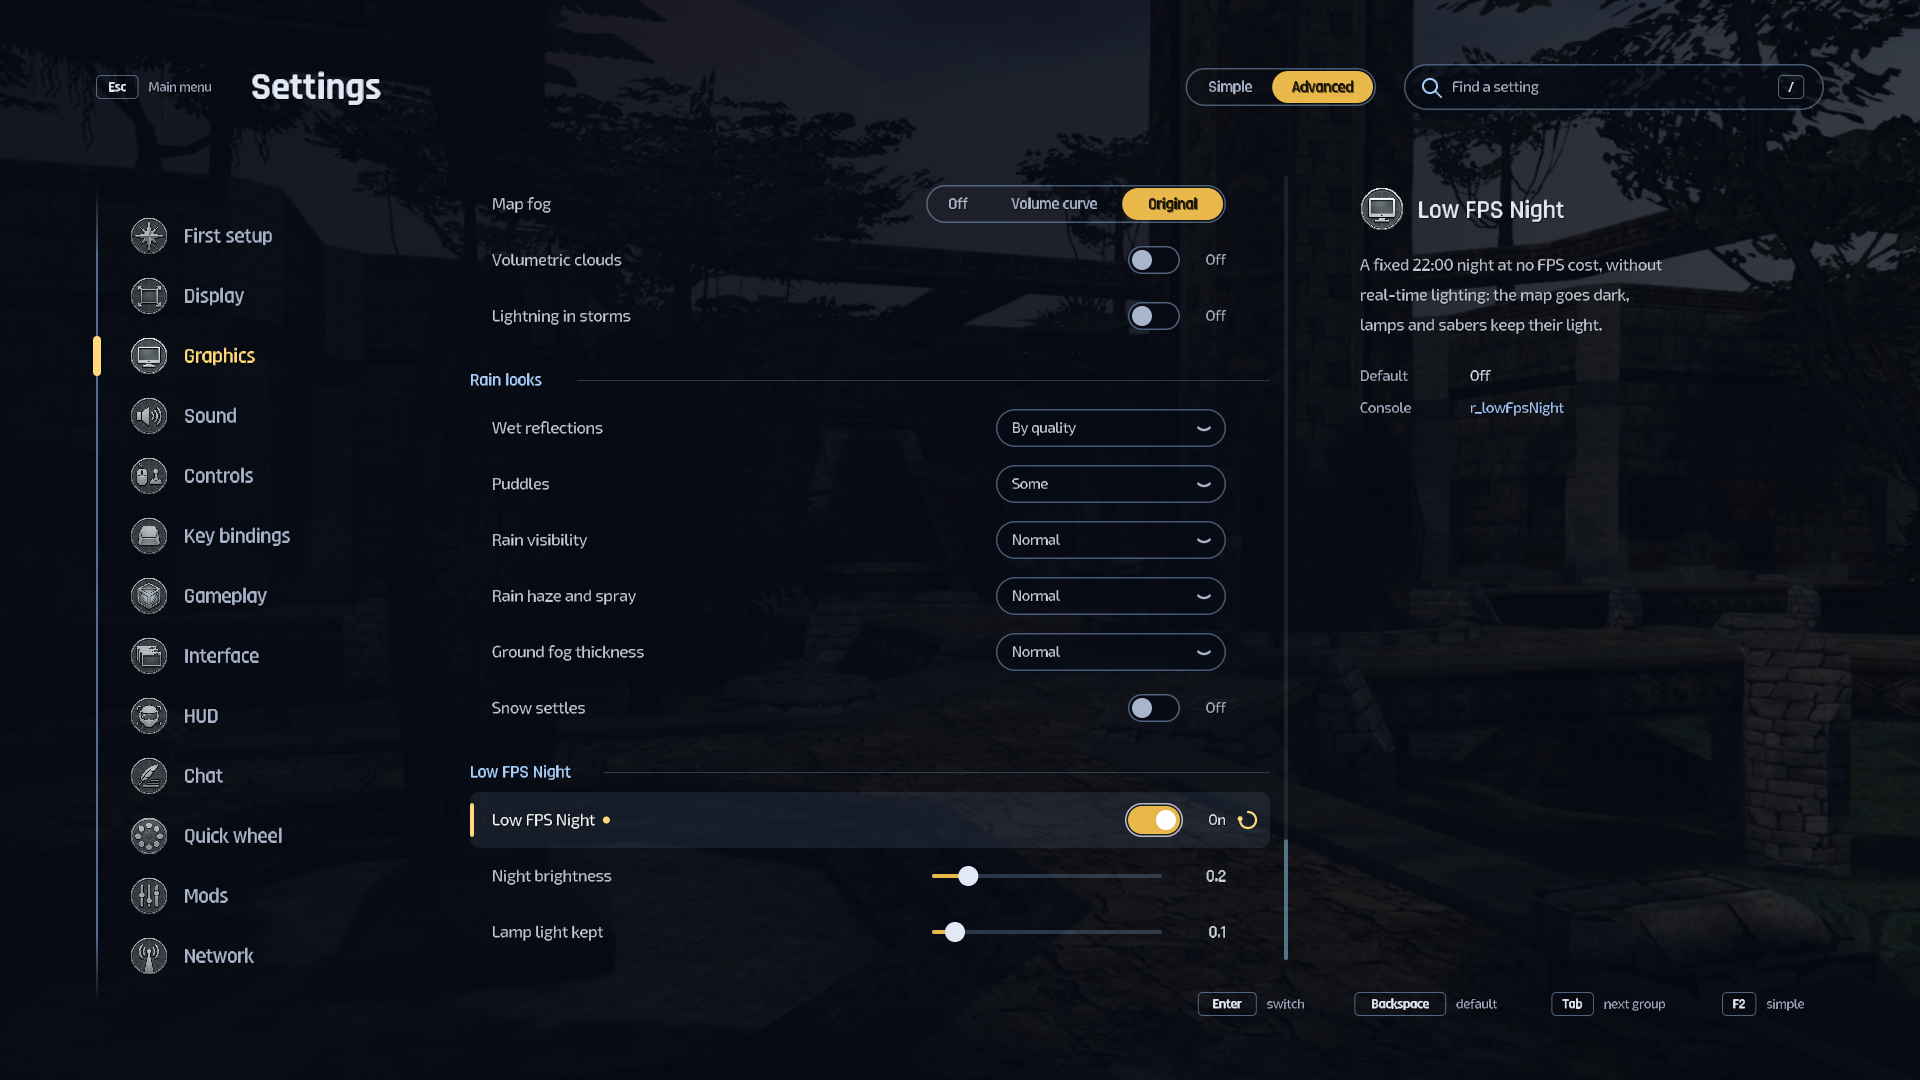 Esc Main menu Settings Simple Advanced Find a setting /
First setup
Display
Graphics
Sound
Controls
Key bindings
Gameplay
Interface
HUD
Chat
Quick wheel
Mods
Network
Map fog Off Volume curve Original
Volumetric clouds Off
Lightning in storms Off
Rain looks
Wet reflections By quality
Puddles Some
Rain visibility Normal
Rain haze and spray Normal
Ground fog thickness Normal
Snow settles Off
Low FPS Night
Low FPS Night On
Night brightness 0.2
Lamp light kept 0.1
Low FPS Night
A fixed 22:00 night at no FPS cost, without
real-time lighting: the map goes dark,
lamps and sabers keep their light.
Default Off
Console r_lowFpsNight
Enter switch Backspace default Tab next group F2 simple